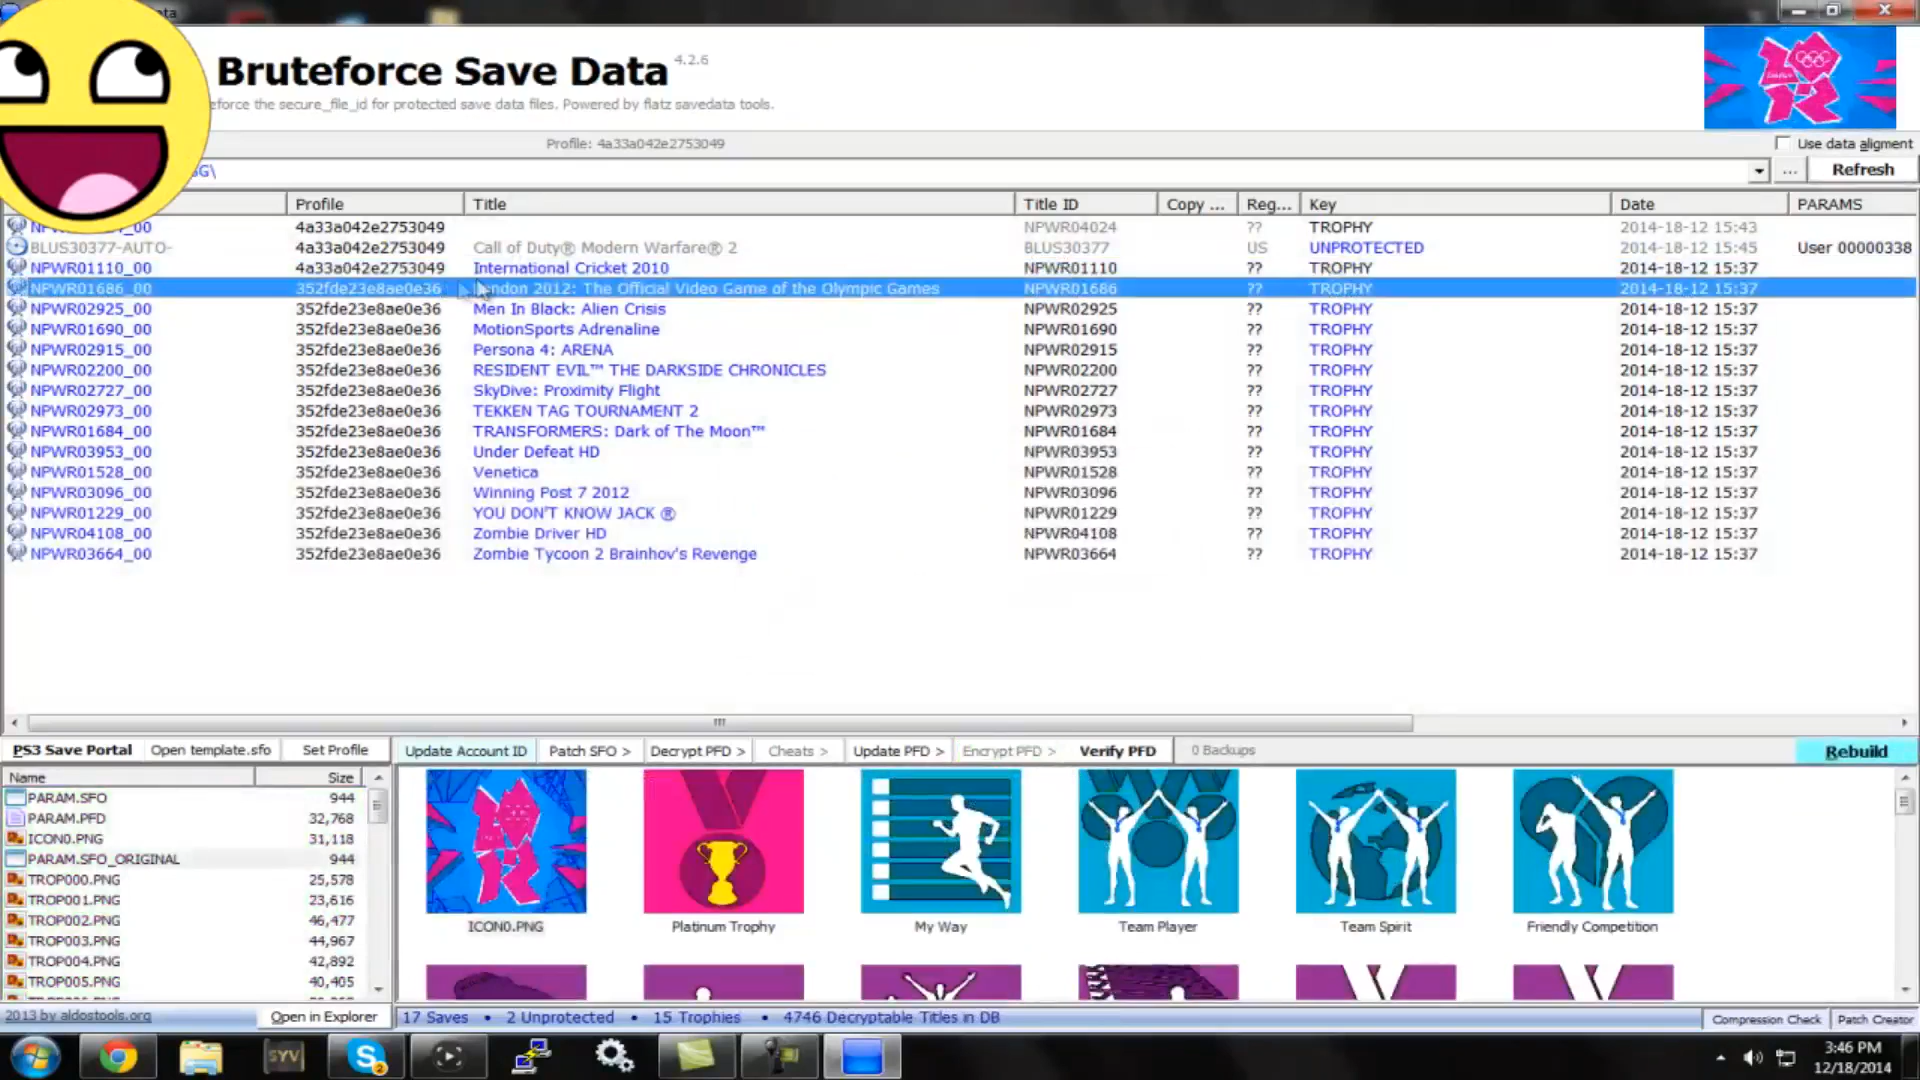 ta
Bruteforce Save Data 4.2.6
eforce the secure_file_id for protected save data files. Powered by flatz savedata tools.
Profile: 4a33a042e2753049
Use data aligment
G\
... Refresh
Profile Title Title ID Copy ... Reg... Key Date PARAMS
4a33a042e2753049 NPWR04024 ?? TROPHY 2014-18-12 15:43
BLUS30377-AUTO- 4a33a042e2753049 Call of Duty® Modern Warfare® 2 BLUS30377 US UNPROTECTED 2014-18-12 15:45 User 00000338
NPWR01110_00 4a33a042e2753049 International Cricket 2010 NPWR01110 ?? TROPHY 2014-18-12 15:37
NPWR01686_00 352fde23e8ae0e36 London 2012: The Official Video Game of the Olympic Games NPWR01686 ?? TROPHY 2014-18-12 15:37
NPWR02925_00 352fde23e8ae0e36 Men In Black: Alien Crisis NPWR02925 ?? TROPHY 2014-18-12 15:37
NPWR01690_00 352fde23e8ae0e36 MotionSports Adrenaline NPWR01690 ?? TROPHY 2014-18-12 15:37
NPWR02915_00 352fde23e8ae0e36 Persona 4: ARENA NPWR02915 ?? TROPHY 2014-18-12 15:37
NPWR02200_00 352fde23e8ae0e36 RESIDENT EVIL™ THE DARKSIDE CHRONICLES NPWR02200 ?? TROPHY 2014-18-12 15:37
NPWR02727_00 352fde23e8ae0e36 SkyDive: Proximity Flight NPWR02727 ?? TROPHY 2014-18-12 15:37
NPWR02973_00 352fde23e8ae0e36 TEKKEN TAG TOURNAMENT 2 NPWR02973 ?? TROPHY 2014-18-12 15:37
NPWR01684_00 352fde23e8ae0e36 TRANSFORMERS: Dark of The Moon™ NPWR01684 ?? TROPHY 2014-18-12 15:37
NPWR03953_00 352fde23e8ae0e36 Under Defeat HD NPWR03953 ?? TROPHY 2014-18-12 15:37
NPWR01528_00 352fde23e8ae0e36 Venetica NPWR01528 ?? TROPHY 2014-18-12 15:37
NPWR03096_00 352fde23e8ae0e36 Winning Post 7 2012 NPWR03096 ?? TROPHY 2014-18-12 15:37
NPWR01229_00 352fde23e8ae0e36 YOU DON'T KNOW JACK ® NPWR01229 ?? TROPHY 2014-18-12 15:37
NPWR04108_00 352fde23e8ae0e36 Zombie Driver HD NPWR04108 ?? TROPHY 2014-18-12 15:37
NPWR03664_00 352fde23e8ae0e36 Zombie Tycoon 2 Brainhov's Revenge NPWR03664 ?? TROPHY 2014-18-12 15:37
PS3 Save Portal Open template.sfo Set Profile Update Account ID Patch SFO > Decrypt PFD > Cheats > Update PFD > Encrypt PFD > Verify PFD 0 Backups Rebuild
Name Size
PARAM.SFO 944
PARAM.PFD 32,768
ICON0.PNG 31,118
PARAM.SFO_ORIGINAL 944
TROP000.PNG 25,578
TROP001.PNG 23,616
TROP002.PNG 46,477
TROP003.PNG 44,967
TROP004.PNG 42,892
TROP005.PNG 40,405
ICON0.PNG Platinum Trophy My Way Team Player Team Spirit Friendly Competition
2013 by aldostools.org Open in Explorer 17 Saves • 2 Unprotected • 15 Trophies • 4746 Decryptable Titles in DB Compression Check Patch Creator
SYV
2
3:46 PM
12/18/2014